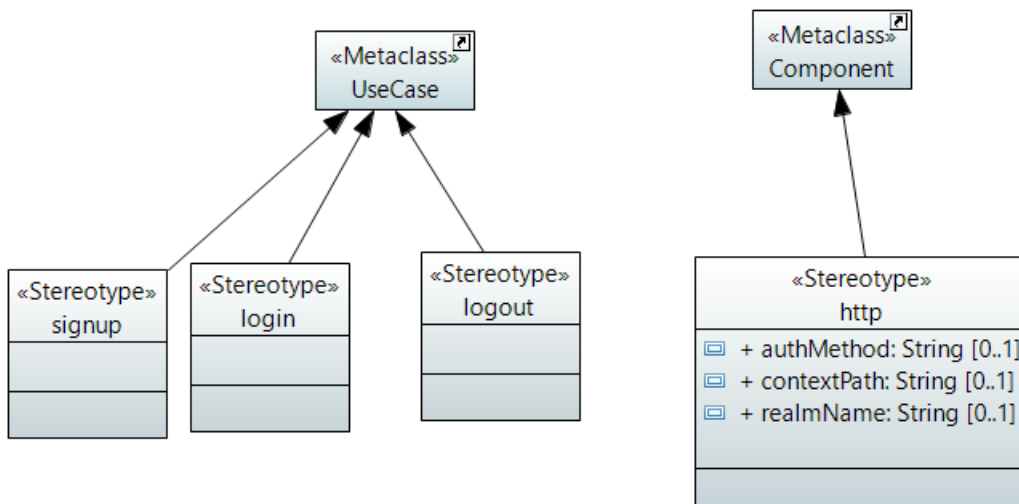 «Metaclass»
UseCase
«Metaclass»
Component
«Stereotype»
signup
«Stereotype»
login
«Stereotype»
logout
«Stereotype»
http
+ authMethod: String [0..1]
+ contextPath: String [0..1]
+ realmName: String [0..1]